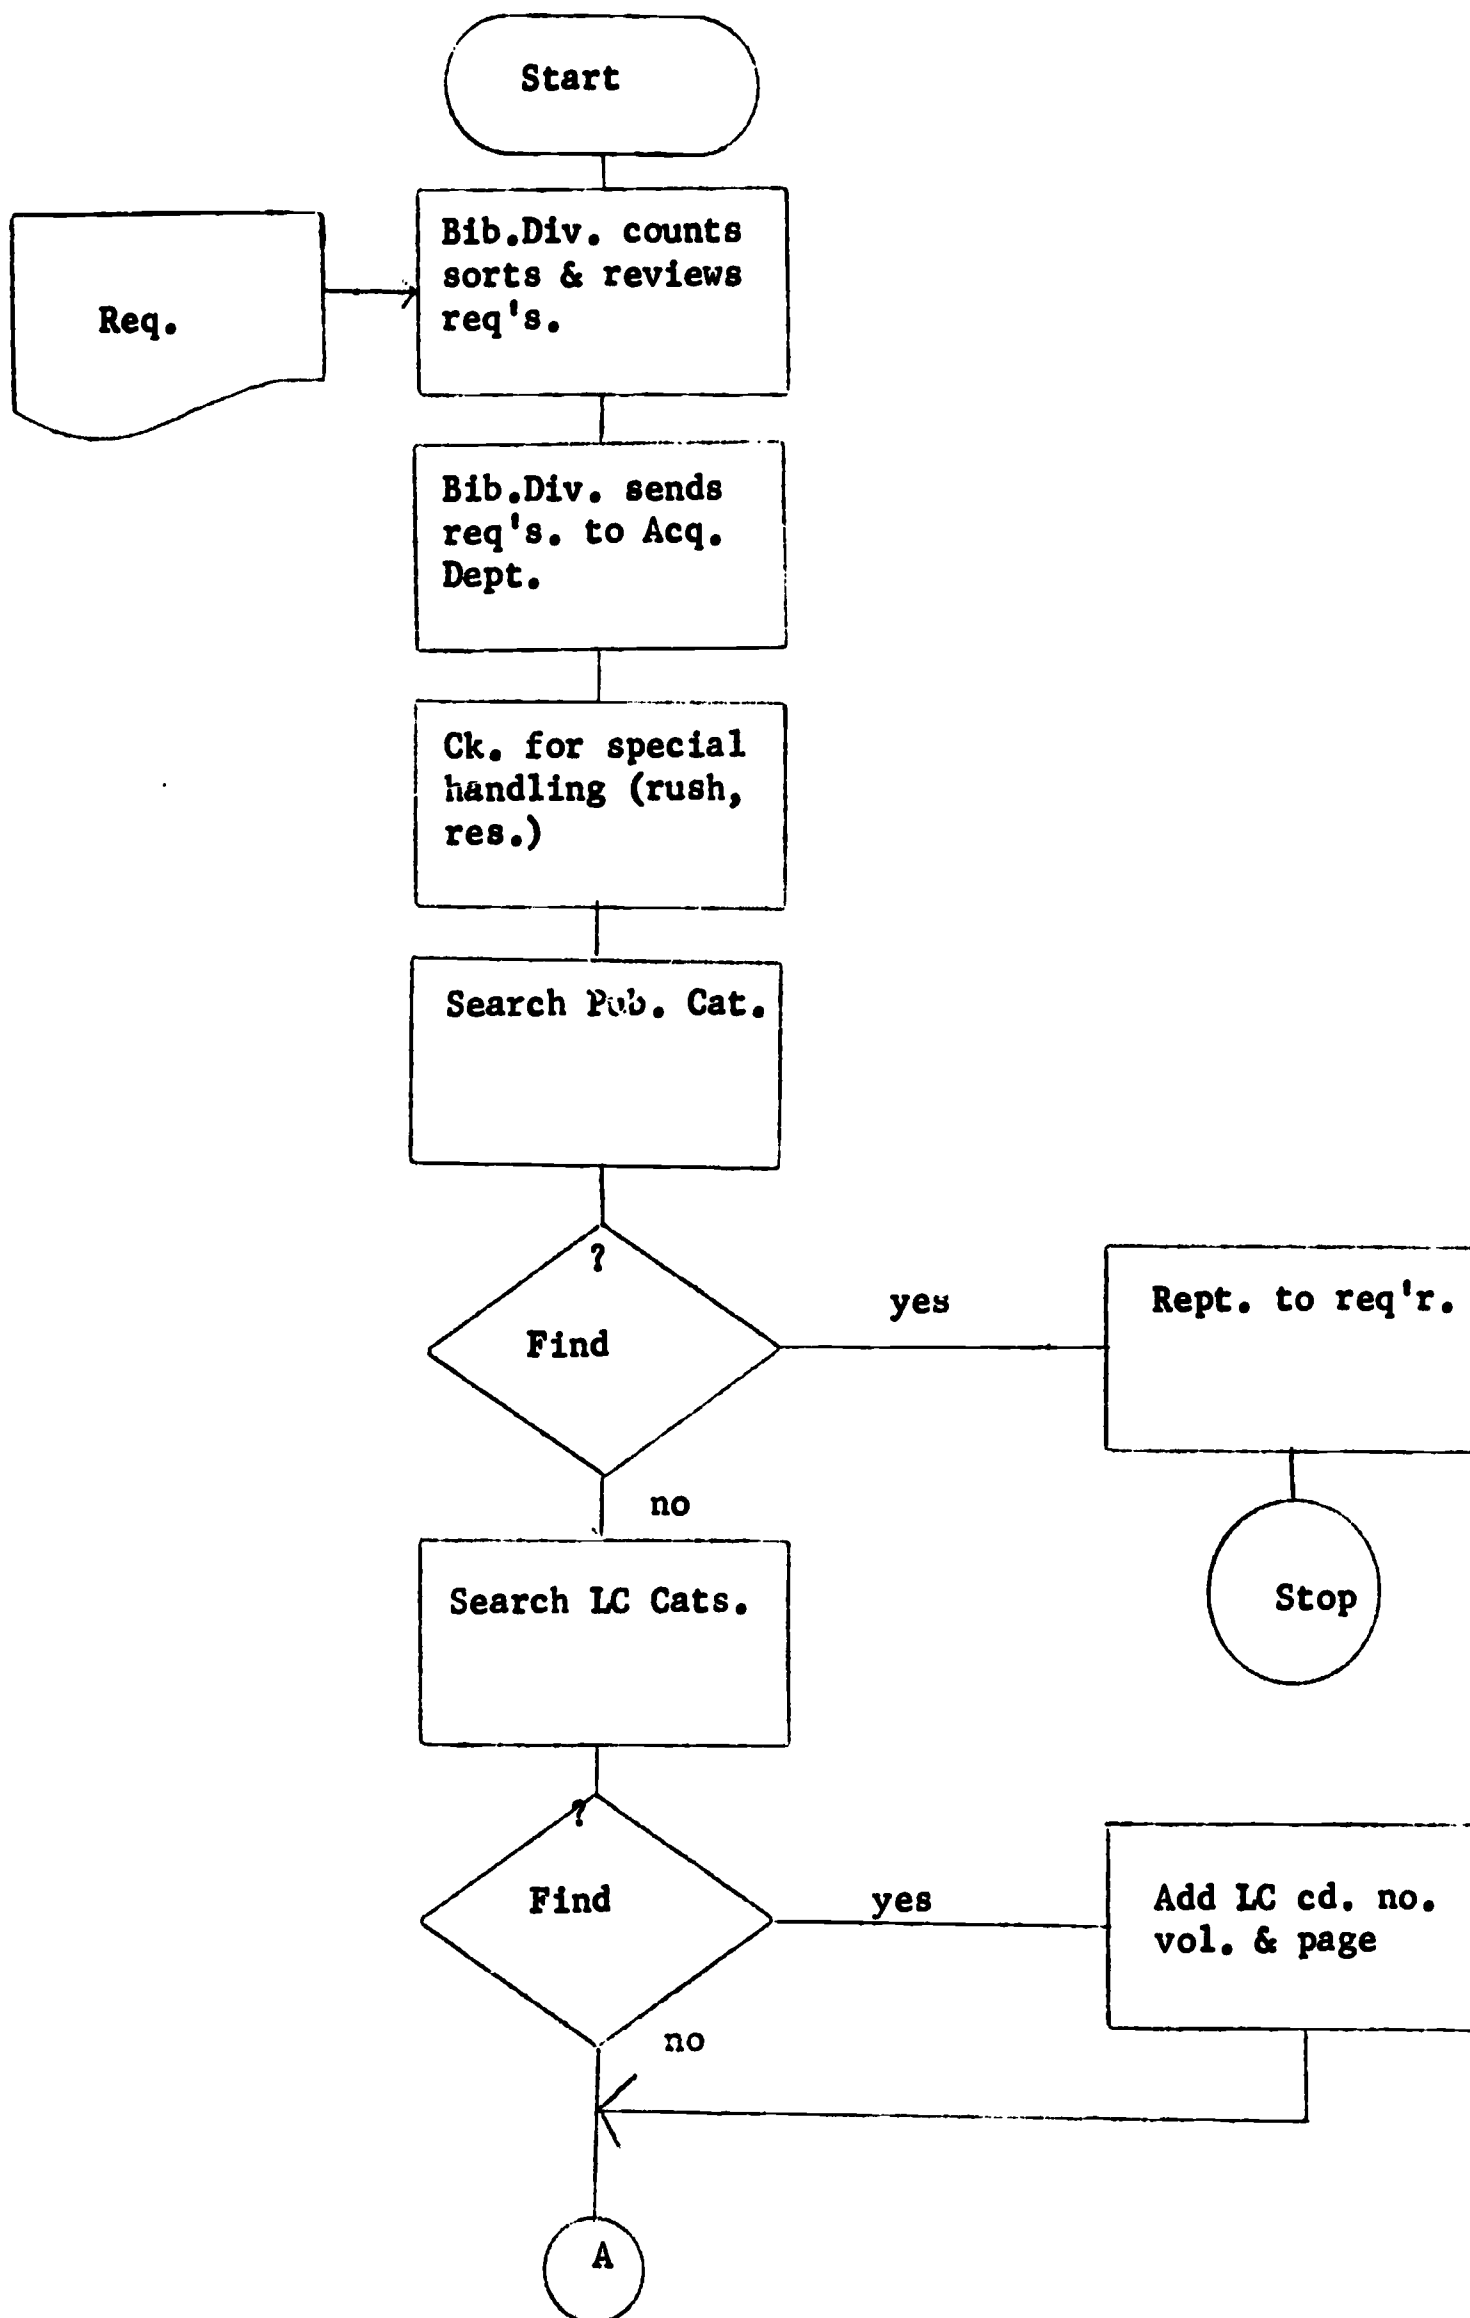 Start
Req.
Bib.Div. counts
sorts & reviews
req's.
Bib.Div. sends
req's. to Acq.
Dept.
Ck. for special
handling (rush,
res.)
Search Pub. Cat.
?
Find
yes
Rept. to req'r.
no
Stop
Search LC Cats.
?
Find
yes
Add LC cd. no.
vol. & page
no
A